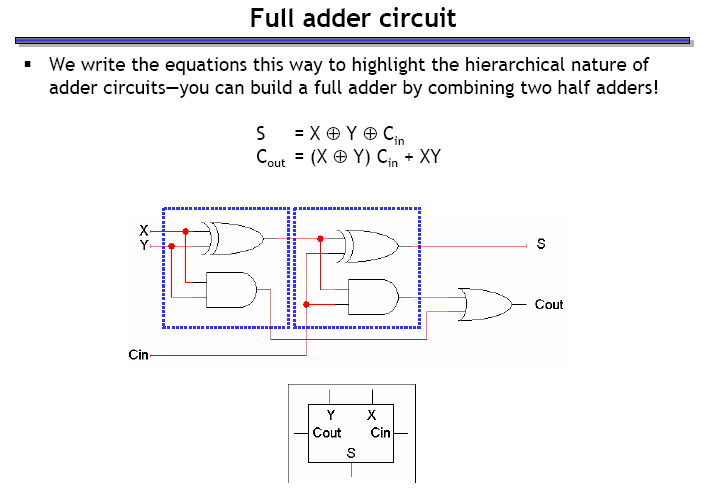 Full adder circuit
▪ We write the equations this way to highlight the hierarchical nature of
adder circuits—you can build a full adder by combining two half adders!
S = X ⊕ Y ⊕ Cin
Cout = (X ⊕ Y) Cin + XY
X
Y
S
Cout
Cin
Y X
Cout Cin
S